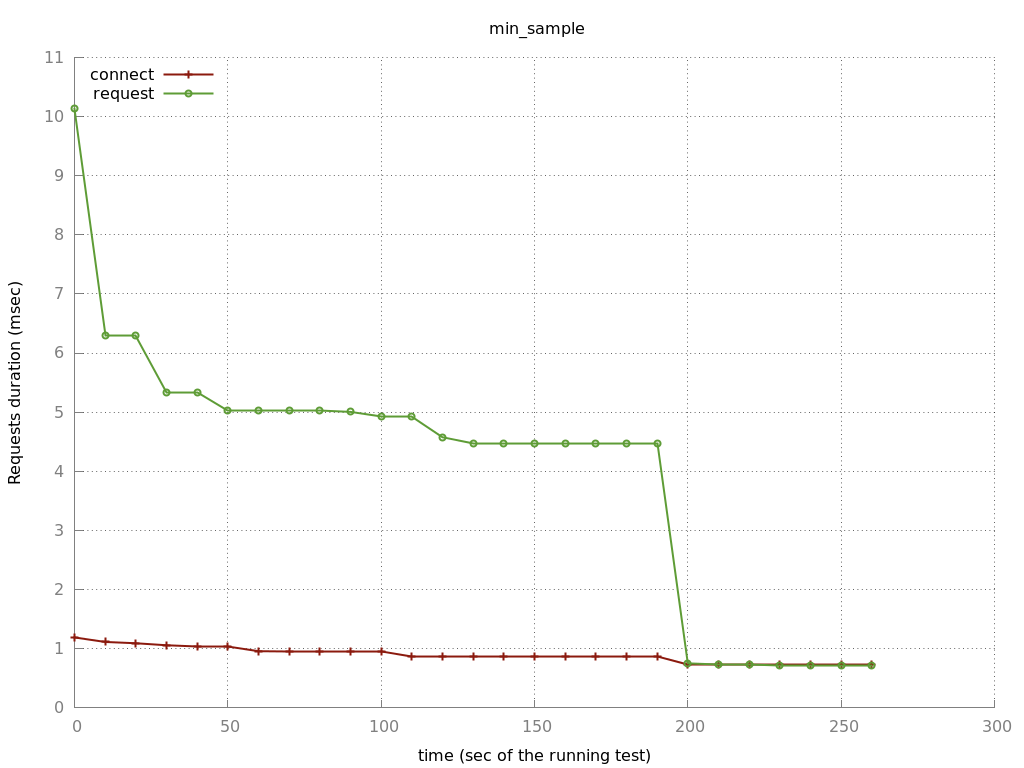 min_sample
connect
request
11
10
9
8
7
6
5
4
3
2
1
0
0 50 100 150 200 250 300
Requests duration (msec)
time (sec of the running test)